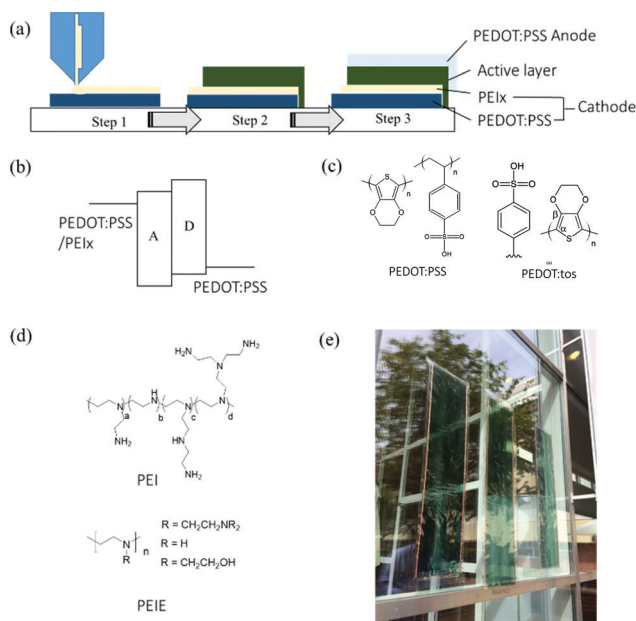 (a)
PEDOT:PSS Anode
Active layer
PEIx
PEDOT:PSS
Cathode
Step 1
Step 2
Step 3
(b)
PEDOT:PSS
/PEIx
A
D
PEDOT:PSS
(c)
S
n
O
O
n
O=S=O
OH
PEDOT:PSS
OH
O=S=O
O
O
β
α
S
n
∞
PEDOT:tos
(d)
H2N
NH2
N
N
a
H
N
b
N
c
N
d
NH2
HN
NH2
PEI
N
R
n
R = CH2CH2NR2
R = H
R = CH2CH2OH
PEIE
(e)